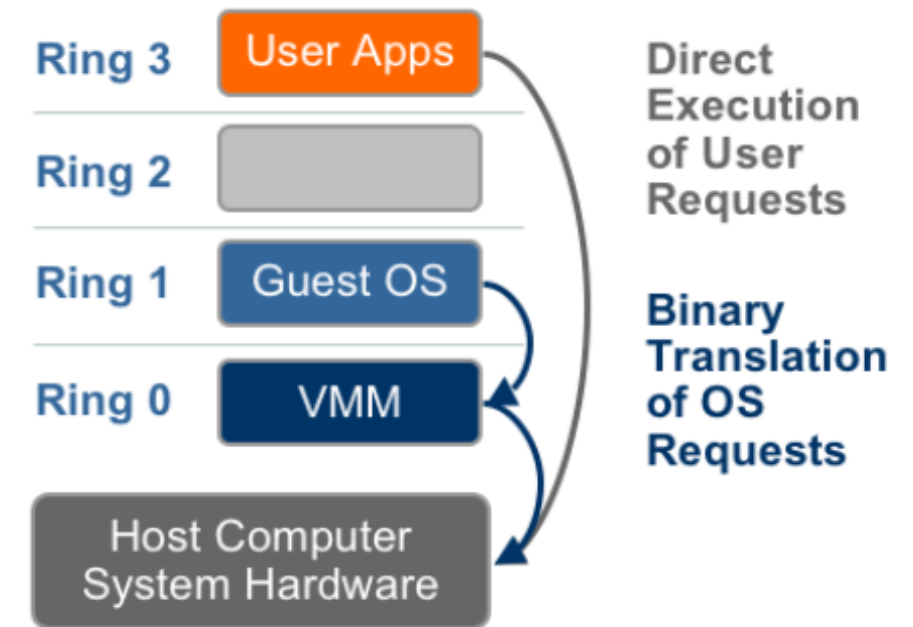 Ring 3
User Apps
Ring 2
Ring 1
Guest OS
Ring 0
VMM
Host Computer
System Hardware
Direct
Execution
of User
Requests
Binary
Translation
of OS
Requests